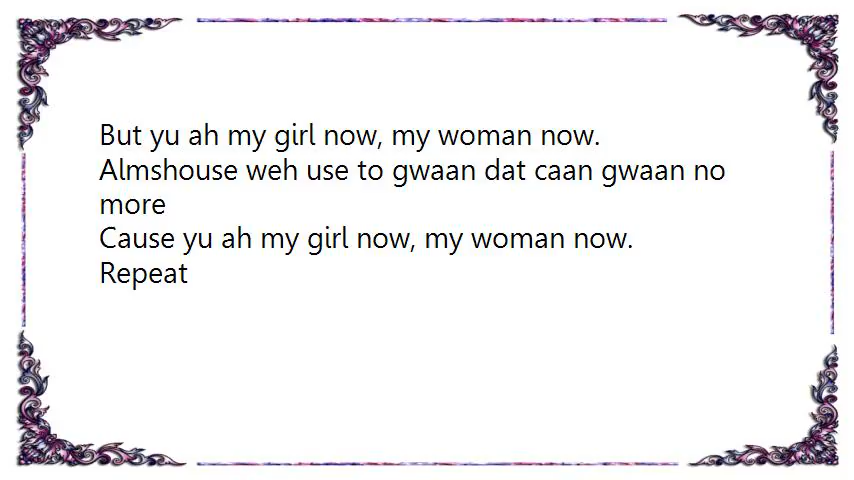 But yu ah my girl now, my woman now.
Almshouse weh use to gwaan dat caan gwaan no
more
Cause yu ah my girl now, my woman now.
Repeat